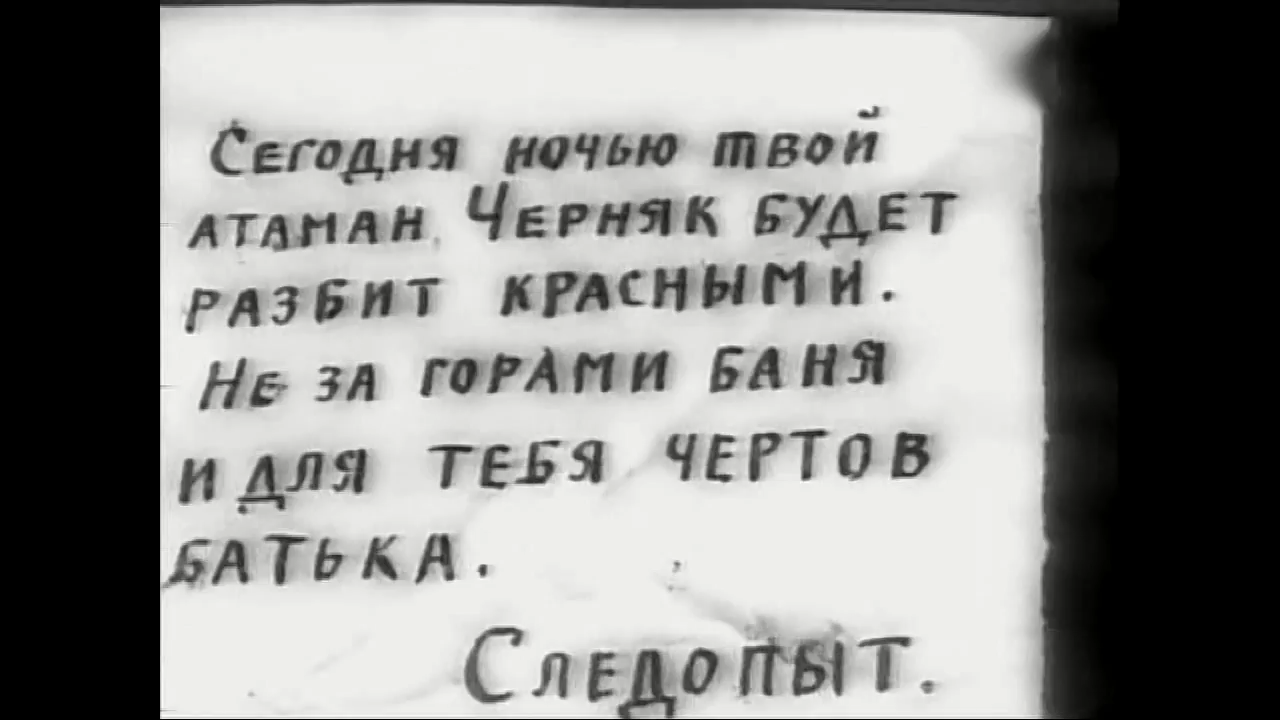 Сегодня ночью твой
атаман Черняк будет
разбит красными.
Не за горами баня
и для тебя чертов
батька.
Следопыт.